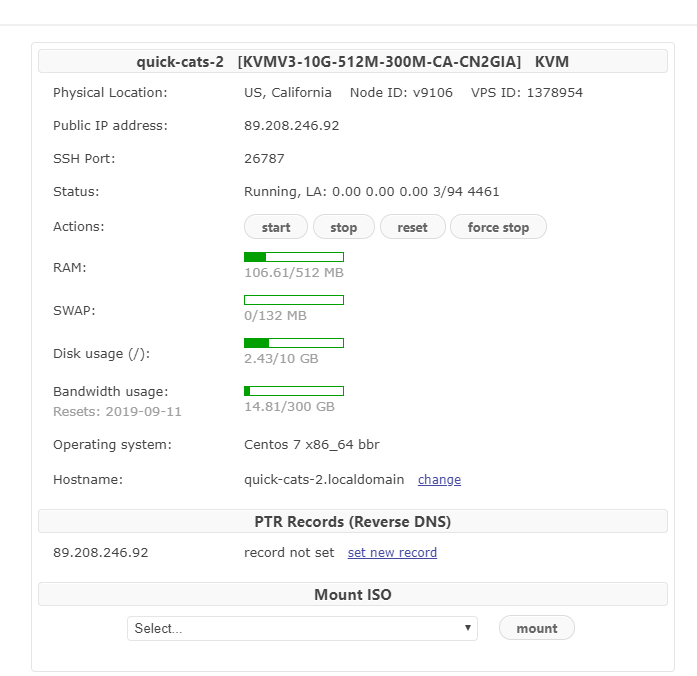 quick-cats-2 [KVMV3-10G-512M-300M-CA-CN2GIA] KVM
Physical Location: US, California Node ID: v9106 VPS ID: 1378954
Public IP address: 89.208.246.92
SSH Port: 26787
Status: Running, LA: 0.00 0.00 0.00 3/94 4461
Actions: start stop reset force stop
RAM: 106.61/512 MB
SWAP: 0/132 MB
Disk usage (/): 2.43/10 GB
Bandwidth usage:
Resets: 2019-09-11 14.81/300 GB
Operating system: Centos 7 x86_64 bbr
Hostname: quick-cats-2.localdomain change
PTR Records (Reverse DNS)
89.208.246.92 record not set set new record
Mount ISO
Select... mount